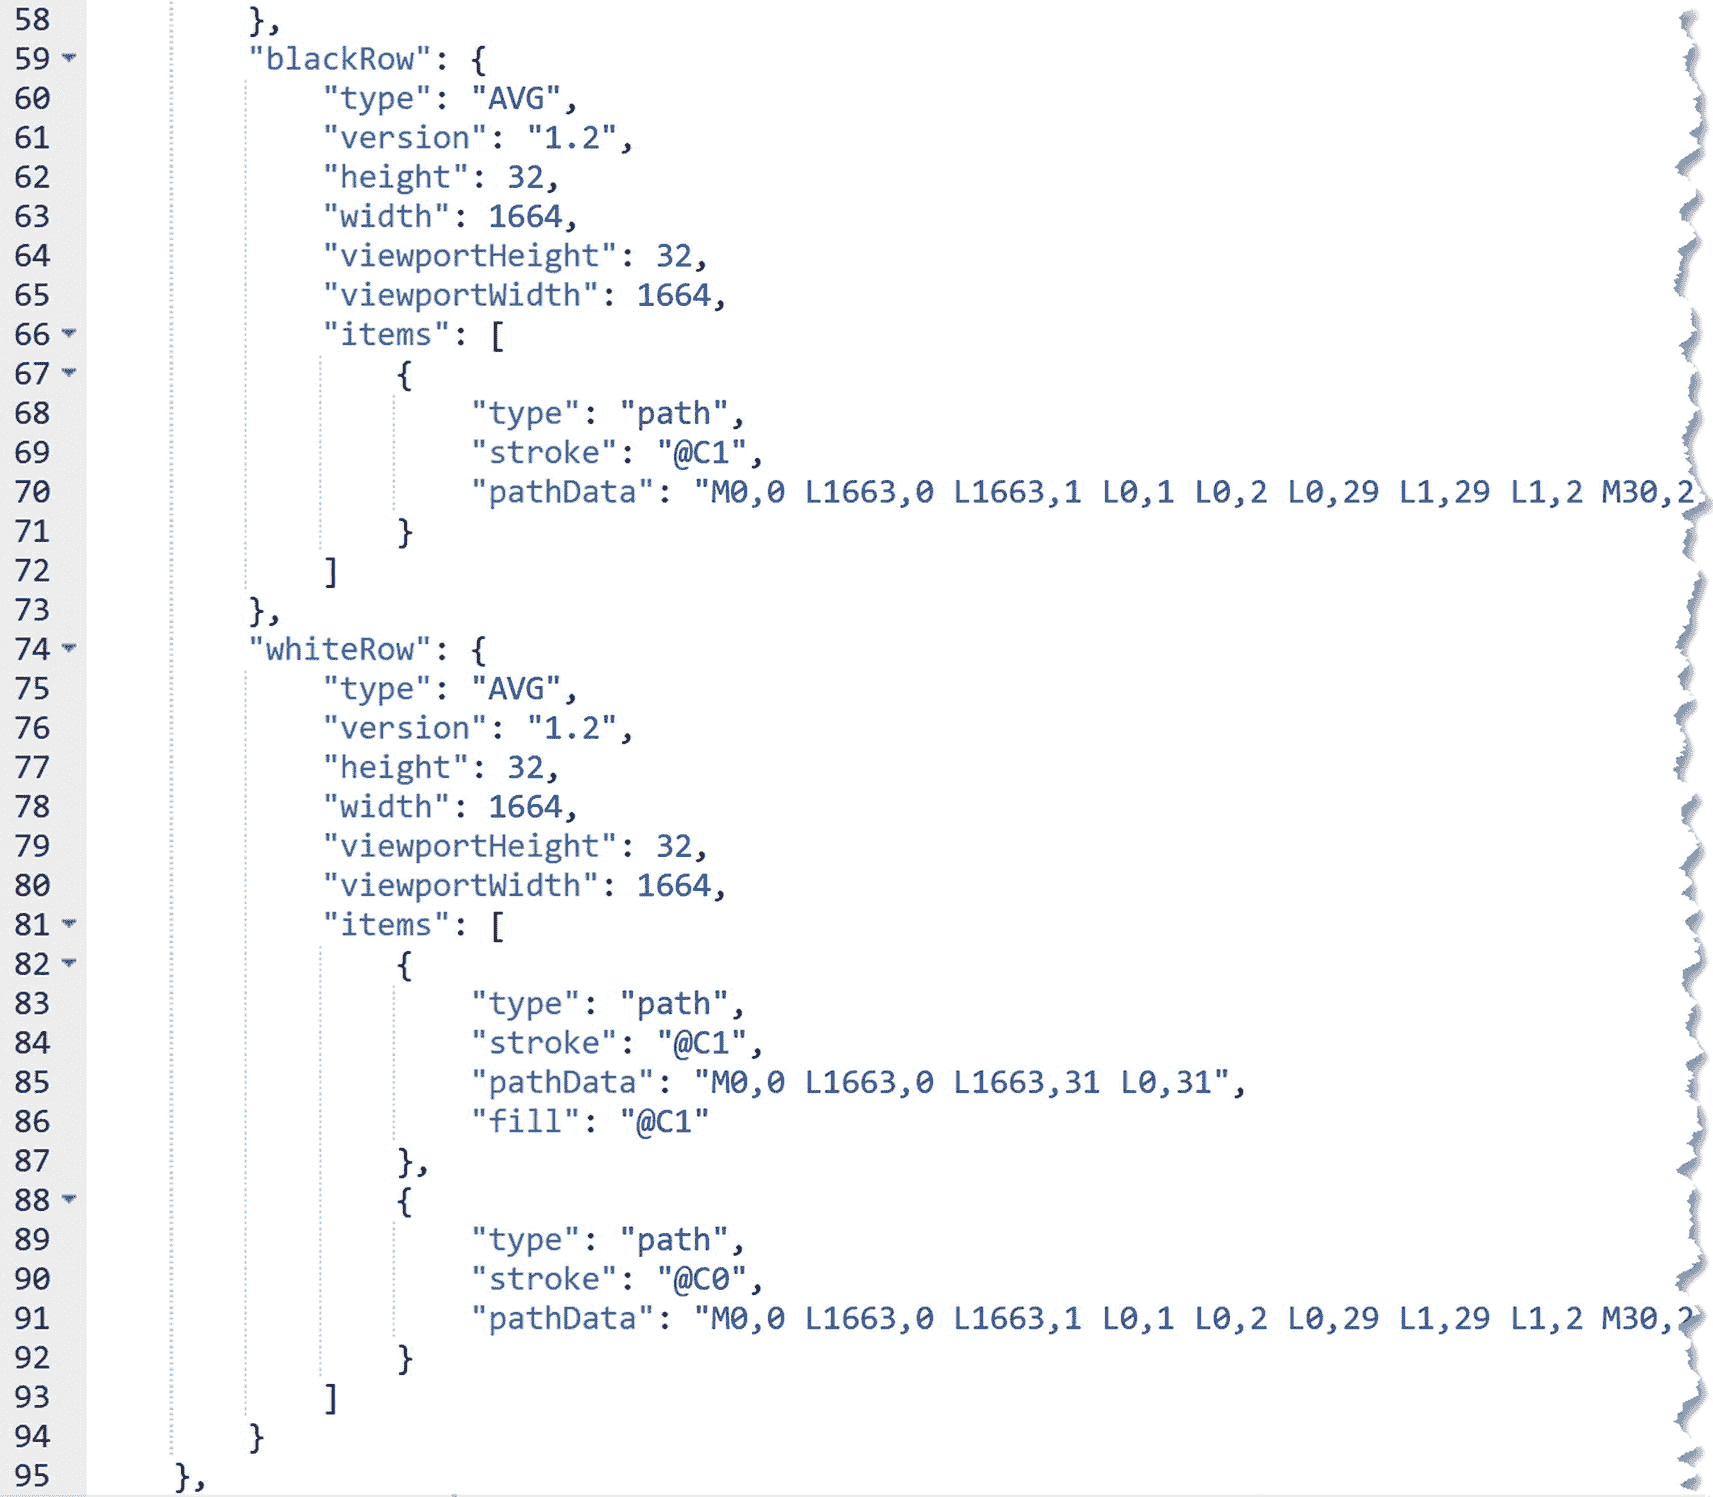 58 },
59 "blackRow": {
60 "type": "AVG",
61 "version": "1.2",
62 "height": 32,
63 "width": 1664,
64 "viewportHeight": 32,
65 "viewportWidth": 1664,
66 "items": [
67 {
68 "type": "path",
69 "stroke": "@C1",
70 "pathData": "M0,0 L1663,0 L1663,1 L0,1 L0,2 L0,29 L1,29 L1,2 M30,2
71 }
72 ]
73 },
74 "whiteRow": {
75 "type": "AVG",
76 "version": "1.2",
77 "height": 32,
78 "width": 1664,
79 "viewportHeight": 32,
80 "viewportWidth": 1664,
81 "items": [
82 {
83 "type": "path",
84 "stroke": "@C1",
85 "pathData": "M0,0 L1663,0 L1663,31 L0,31",
86 "fill": "@C1"
87 },
88 {
89 "type": "path",
90 "stroke": "@C0",
91 "pathData": "M0,0 L1663,0 L1663,1 L0,1 L0,2 L0,29 L1,29 L1,2 M30,2
92 }
93 ]
94 }
95 },